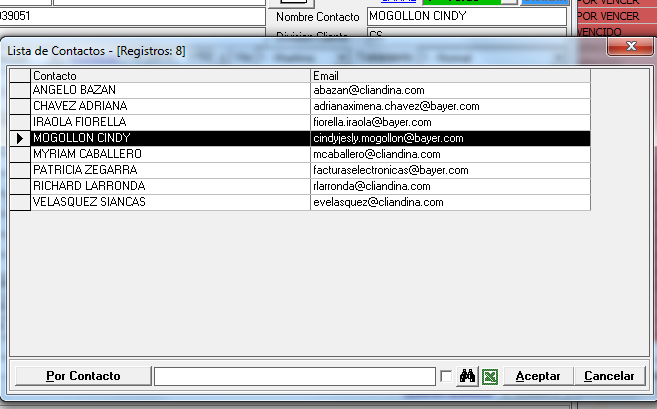 039051
Nombre Contacto MOGOLLON CINDY
POR VENCER
POR VENCER
CS
VENCIDO
Lista de Contactos - [Registros: 8]
Contacto Email
ANGELO BAZAN abazan@cliandina.com
CHAVEZ ADRIANA adrianaximena.chavez@bayer.com
IRAOLA FIORELLA fiorella.iraola@bayer.com
MOGOLLON CINDY cindyjesly.mogollon@bayer.com
MYRIAM CABALLERO mcaballero@cliandina.com
PATRICIA ZEGARRA facturaselectronicas@bayer.com
RICHARD LARRONDA rlarronda@cliandina.com
VELASQUEZ SIANCAS evelasquez@cliandina.com
Por Contacto Aceptar Cancelar